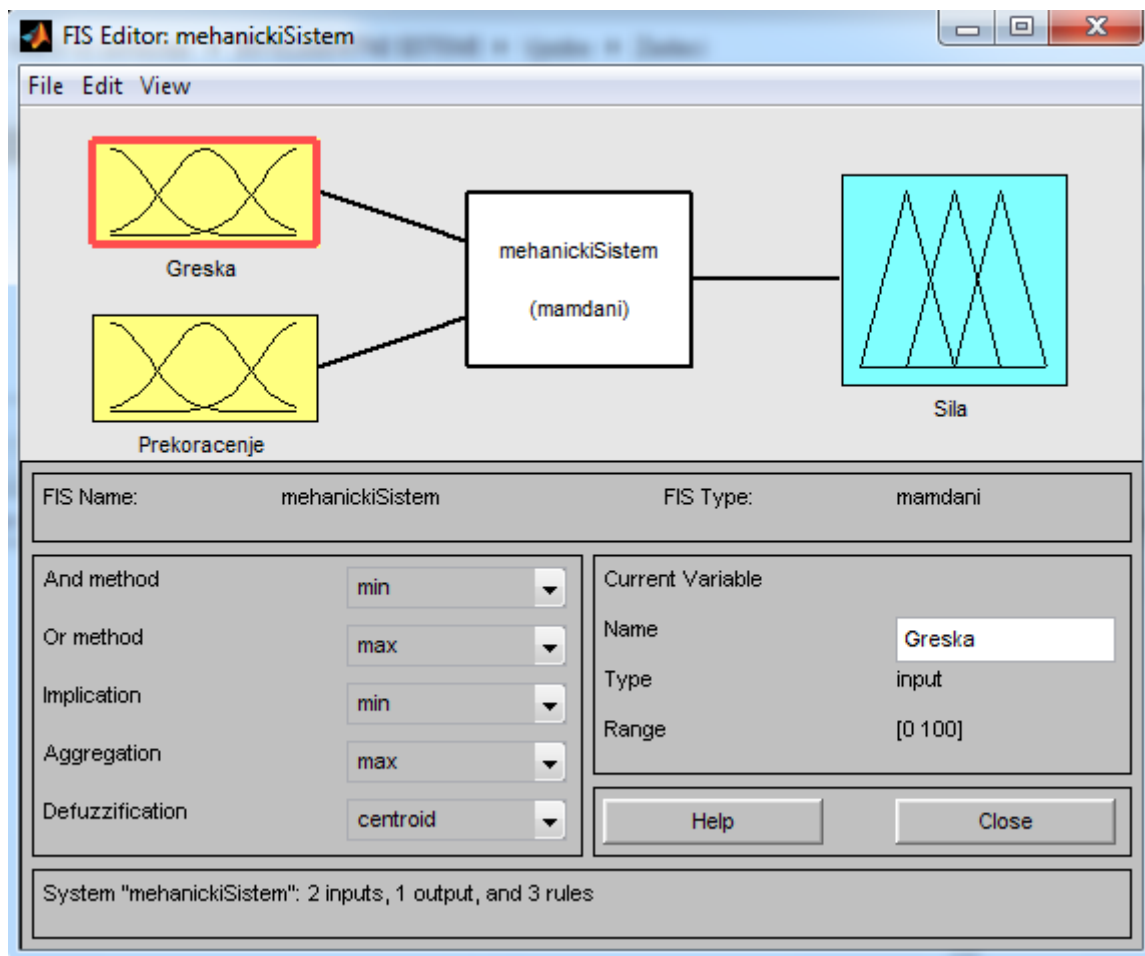 FIS Editor: mehanickiSistem
File Edit View
Greska
Prekoracenje
mehanickiSistem
(mamdani)
Sila
FIS Name: mehanickiSistem FIS Type: mamdani
And method min
Or method max
Implication min
Aggregation max
Defuzzification centroid
Current Variable
Name Greska
Type input
Range [0 100]
Help Close
System "mehanickiSistem": 2 inputs, 1 output, and 3 rules